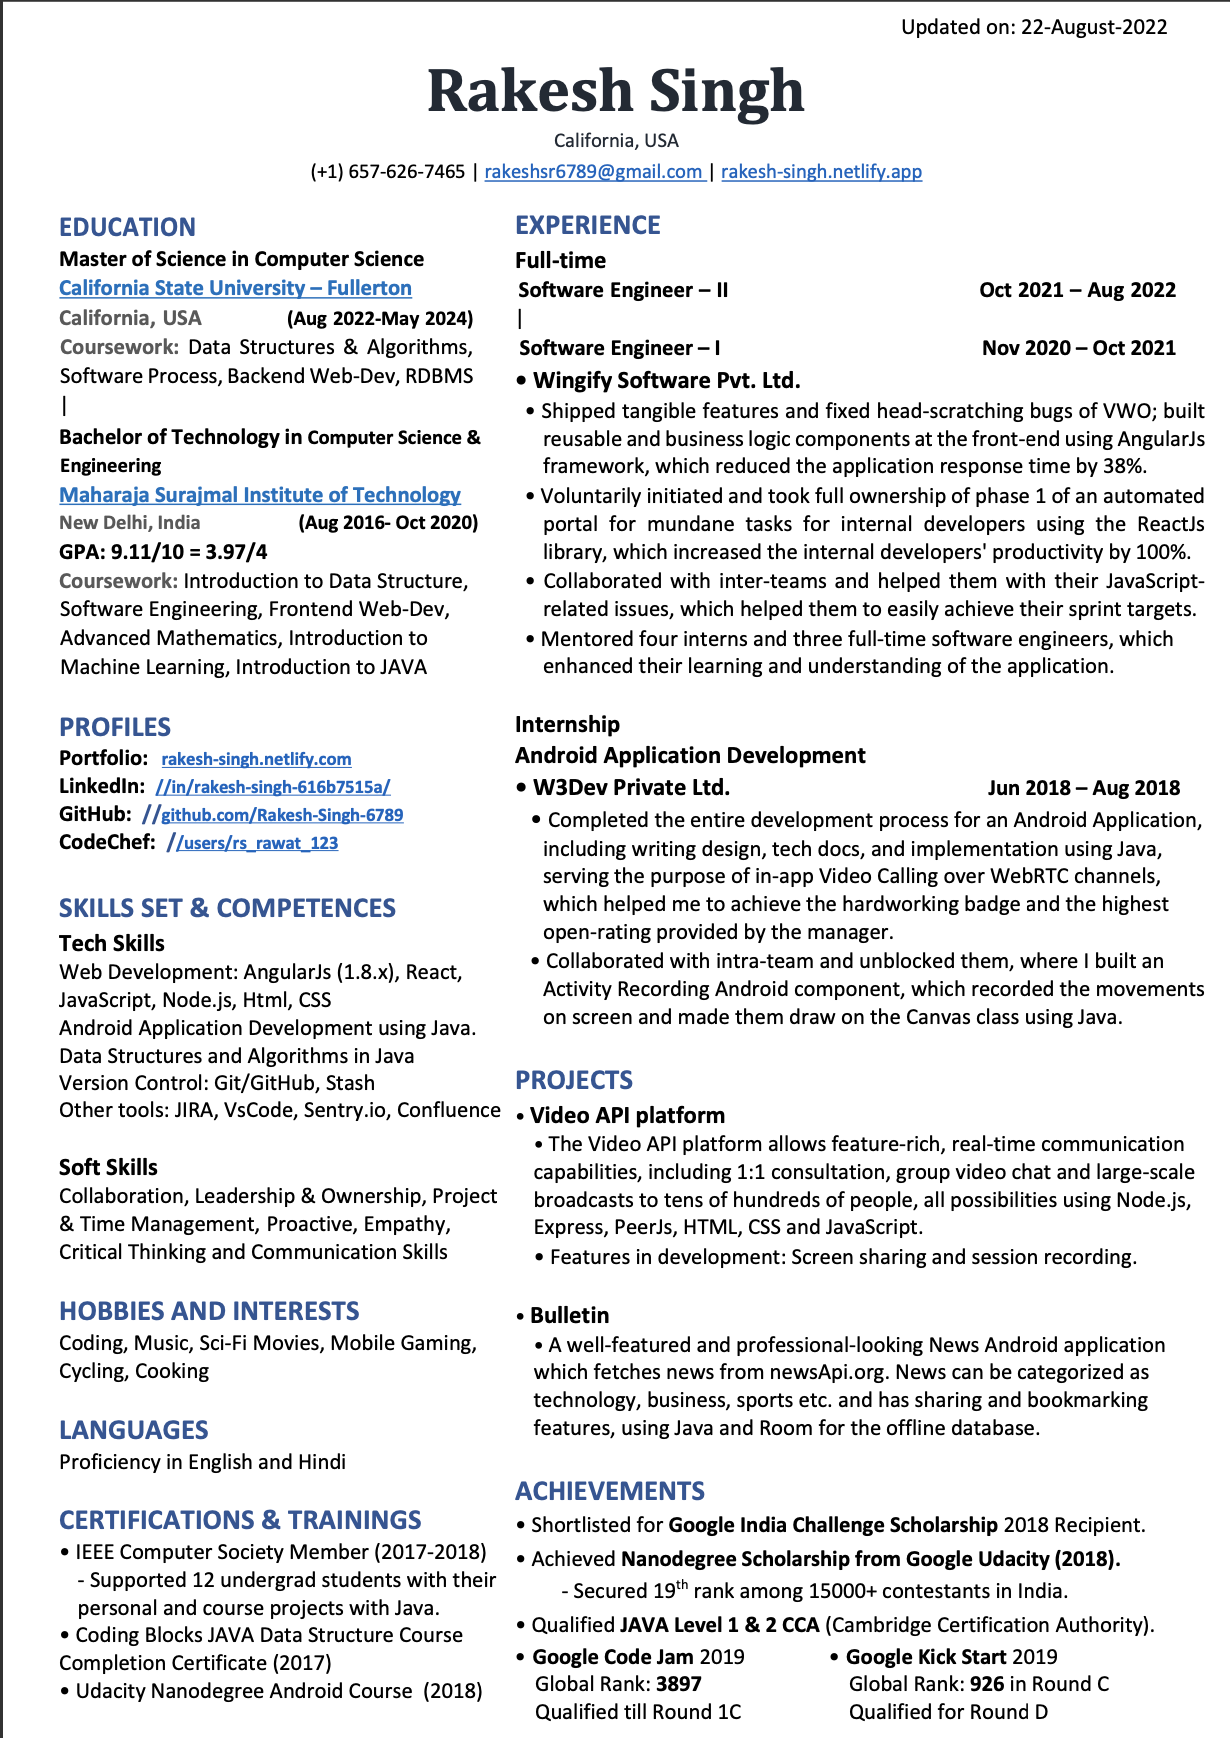 Updated on: 22-August-2022
Rakesh Singh
California, USA
(+1) 657-626-7465 | rakeshsr6789@gmail.com | rakesh-singh.netlify.app
EDUCATION
Master of Science in Computer Science
California State University – Fullerton
California, USA (Aug 2022-May 2024)
Coursework: Data Structures & Algorithms,
Software Process, Backend Web-Dev, RDBMS
|
Bachelor of Technology in Computer Science &
Engineering
Maharaja Surajmal Institute of Technology
New Delhi, India (Aug 2016- Oct 2020)
GPA: 9.11/10 = 3.97/4
Coursework: Introduction to Data Structure,
Software Engineering, Frontend Web-Dev,
Advanced Mathematics, Introduction to
Machine Learning, Introduction to JAVA
PROFILES
Portfolio: rakesh-singh.netlify.com
LinkedIn: //in/rakesh-singh-616b7515a/
GitHub: //github.com/Rakesh-Singh-6789
CodeChef: //users/rs_rawat_123
SKILLS SET & COMPETENCES
Tech Skills
Web Development: AngularJs (1.8.x), React,
JavaScript, Node.js, Html, CSS
Android Application Development using Java.
Data Structures and Algorithms in Java
Version Control: Git/GitHub, Stash
Other tools: JIRA, VsCode, Sentry.io, Confluence
Soft Skills
Collaboration, Leadership & Ownership, Project
& Time Management, Proactive, Empathy,
Critical Thinking and Communication Skills
HOBBIES AND INTERESTS
Coding, Music, Sci-Fi Movies, Mobile Gaming,
Cycling, Cooking
LANGUAGES
Proficiency in English and Hindi
CERTIFICATIONS & TRAININGS
• IEEE Computer Society Member (2017-2018)
- Supported 12 undergrad students with their
personal and course projects with Java.
• Coding Blocks JAVA Data Structure Course
Completion Certificate (2017)
• Udacity Nanodegree Android Course (2018)
EXPERIENCE
Full-time
Software Engineer – II Oct 2021 – Aug 2022
|
Software Engineer – I Nov 2020 – Oct 2021
• Wingify Software Pvt. Ltd.
• Shipped tangible features and fixed head-scratching bugs of VWO; built
reusable and business logic components at the front-end using AngularJs
framework, which reduced the application response time by 38%.
• Voluntarily initiated and took full ownership of phase 1 of an automated
portal for mundane tasks for internal developers using the ReactJs
library, which increased the internal developers' productivity by 100%.
• Collaborated with inter-teams and helped them with their JavaScript-
related issues, which helped them to easily achieve their sprint targets.
• Mentored four interns and three full-time software engineers, which
enhanced their learning and understanding of the application.
Internship
Android Application Development
• W3Dev Private Ltd. Jun 2018 – Aug 2018
• Completed the entire development process for an Android Application,
including writing design, tech docs, and implementation using Java,
serving the purpose of in-app Video Calling over WebRTC channels,
which helped me to achieve the hardworking badge and the highest
open-rating provided by the manager.
• Collaborated with intra-team and unblocked them, where I built an
Activity Recording Android component, which recorded the movements
on screen and made them draw on the Canvas class using Java.
PROJECTS
• Video API platform
• The Video API platform allows feature-rich, real-time communication
capabilities, including 1:1 consultation, group video chat and large-scale
broadcasts to tens of hundreds of people, all possibilities using Node.js,
Express, PeerJs, HTML, CSS and JavaScript.
• Features in development: Screen sharing and session recording.
• Bulletin
• A well-featured and professional-looking News Android application
which fetches news from newsApi.org. News can be categorized as
technology, business, sports etc. and has sharing and bookmarking
features, using Java and Room for the offline database.
ACHIEVEMENTS
• Shortlisted for Google India Challenge Scholarship 2018 Recipient.
• Achieved Nanodegree Scholarship from Google Udacity (2018).
- Secured 19th rank among 15000+ contestants in India.
• Qualified JAVA Level 1 & 2 CCA (Cambridge Certification Authority).
• Google Code Jam 2019
Global Rank: 3897
Qualified till Round 1C
• Google Kick Start 2019
Global Rank: 926 in Round C
Qualified for Round D